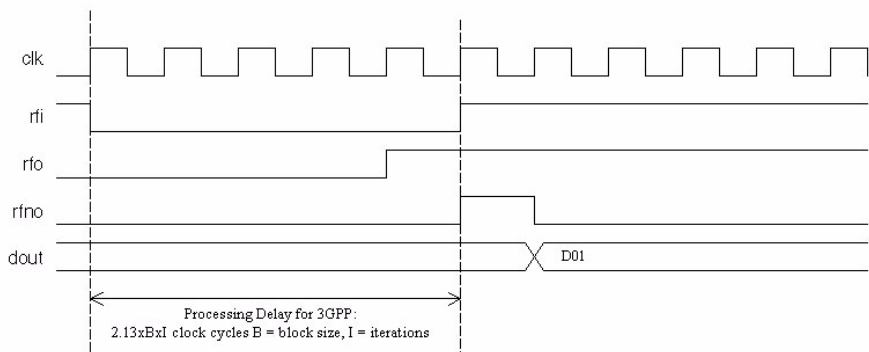 clk
rfi
rfo
rfno
dout
D01
Processing Delay for 3GPP:
2.13xBxI clock cycles B = block size, I = iterations